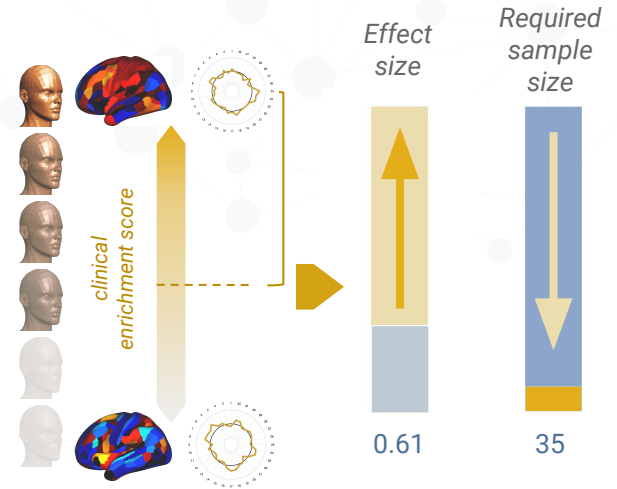 Effect
size
Required
sample
size
clinical
enrichment score
0.61
35